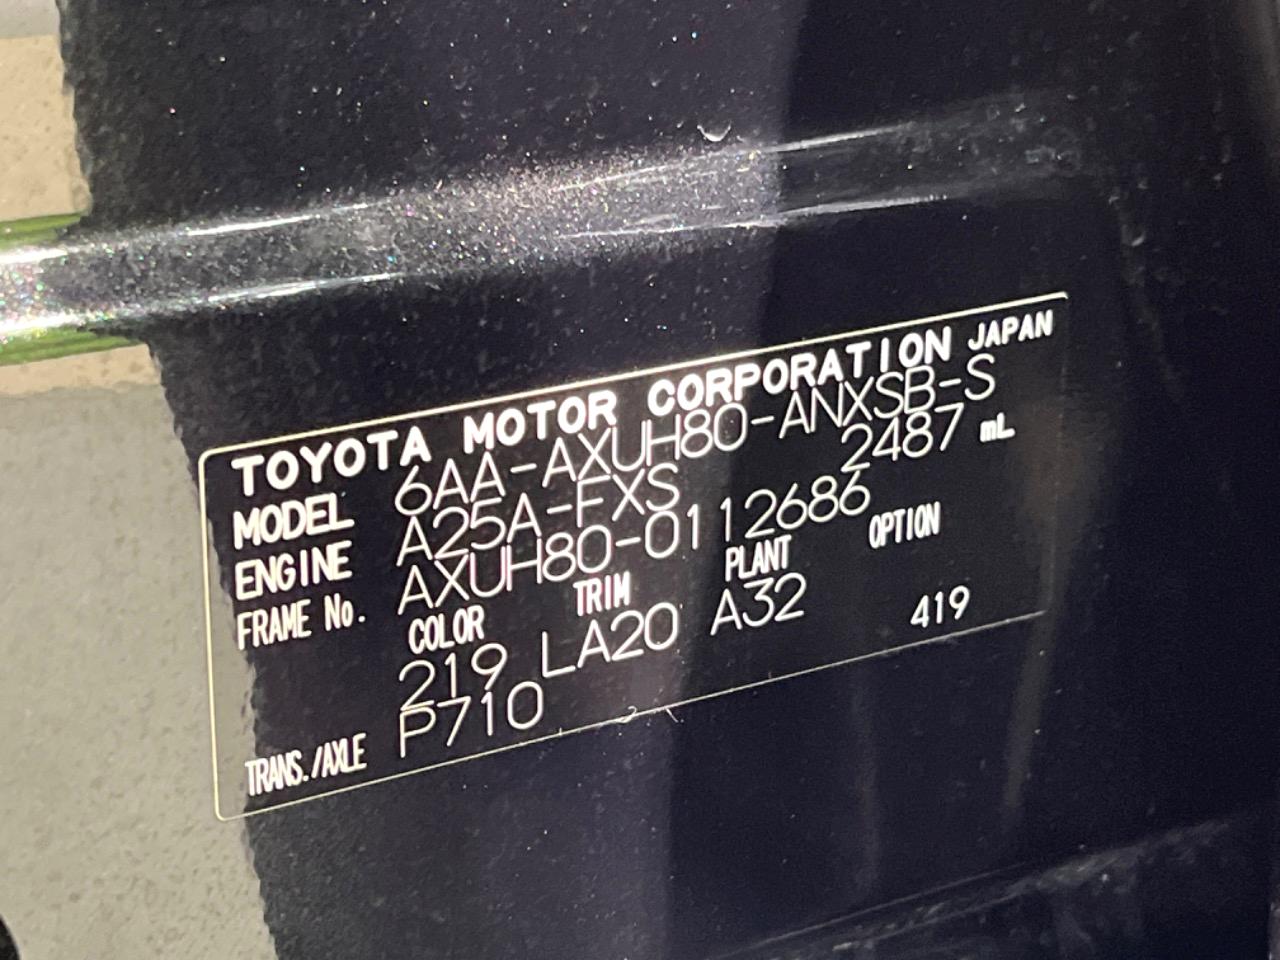 TOYOTA MOTOR CORPORATION JAPAN
MODEL 6AA-AXUH80-ANXSB-S
ENGINE A25A-FXS 2487 mL
FRAME No. AXUH80-0112686
COLOR TRIM PLANT OPTION
219 LA20 A32 419
TRANS./AXLE P710